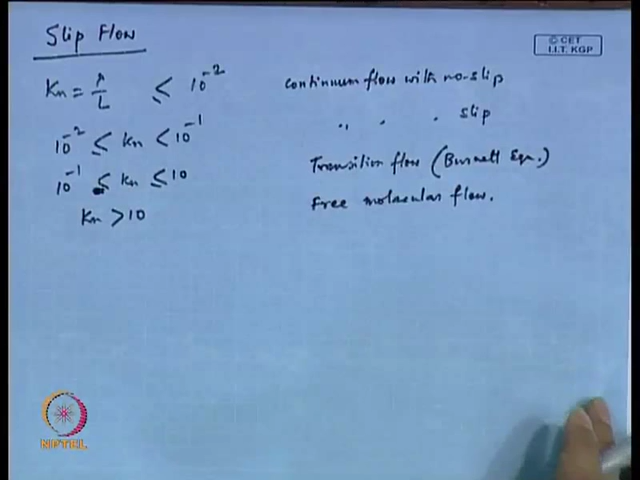 Slip Flow
© CET
I.I.T. KGP
Kn = λ/L ≤ 10⁻² continuum flow with no-slip
10⁻² ≤ Kn < 10⁻¹ " " " slip
10⁻¹ ≤ Kn ≤ 10 Transition flow (Burnett Eqn.)
Kn > 10 Free molecular flow.
NPTEL